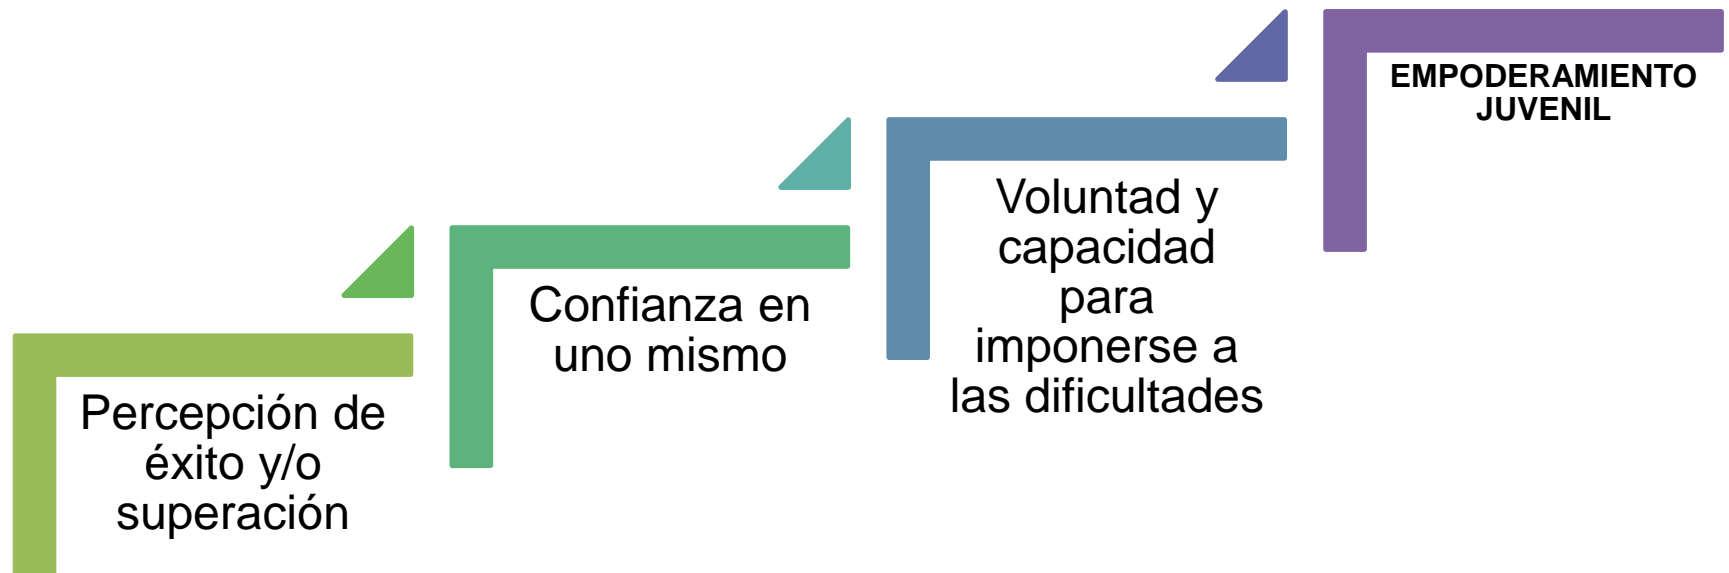 Percepción de
éxito y/o
superación
Confianza en
uno mismo
Voluntad y
capacidad
para
imponerse a
las dificultades
EMPODERAMIENTO
JUVENIL